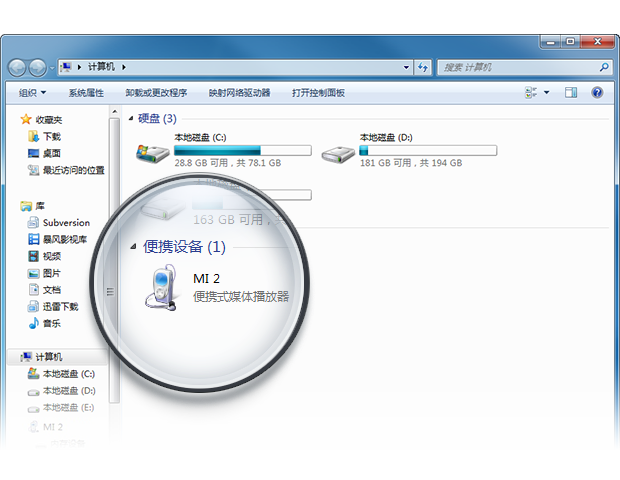 计算机
搜索 计算机
组织 系统属性 卸载或更改程序 映射网络驱动器 打开控制面板
收藏夹
下载
桌面
最近访问的位置
库
Subversion
暴风影视库
视频
图片
文档
迅雷下载
音乐
计算机
本地磁盘 (C:)
本地磁盘 (D:)
本地磁盘 (E:)
MI 2
硬盘 (3)
本地磁盘 (C:)
28.8 GB 可用，共 78.1 GB
本地磁盘 (D:)
181 GB 可用，共 194 GB
163 GB 可用，
便携设备 (1)
MI 2
便携式媒体播放器